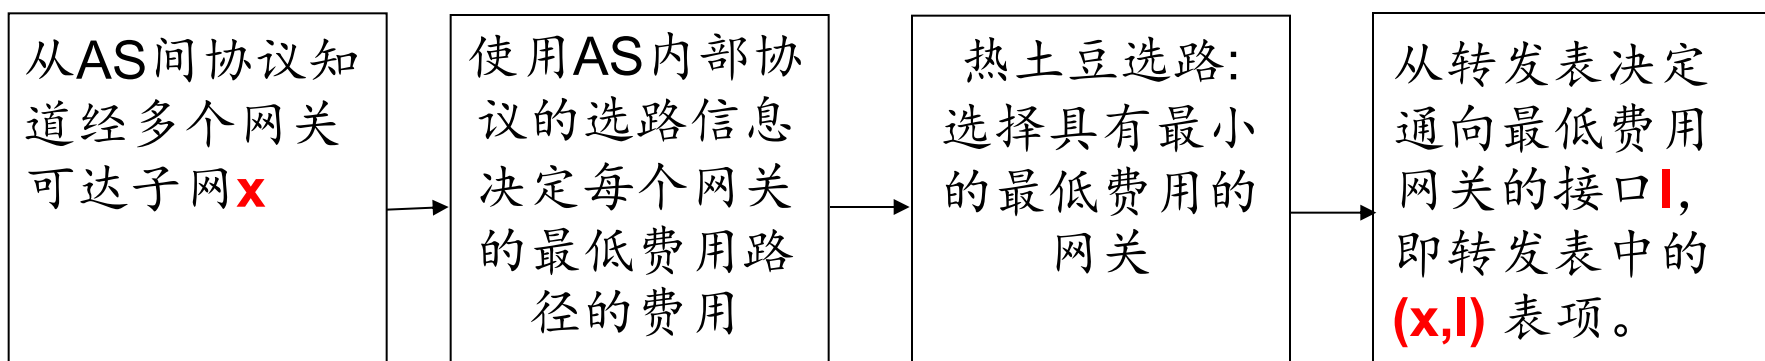 从AS间协议知
道经多个网关
可达子网x
使用AS内部协
议的选路信息
决定每个网关
的最低费用路
径的费用
热土豆选路:
选择具有最小
的最低费用的
网关
从转发表决定
通向最低费用
网关的接口l,
即转发表中的
(x,l) 表项。